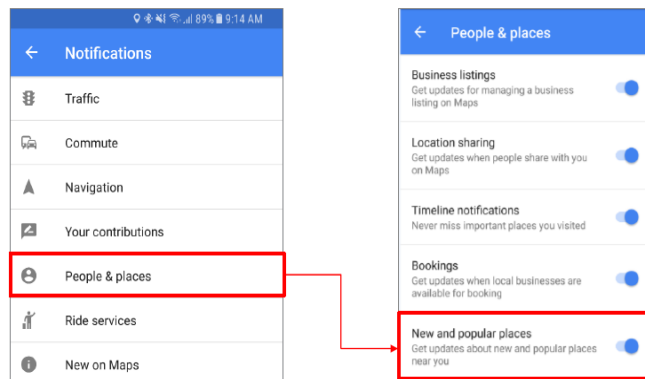 89% 9:14 AM
Notifications
Traffic
Commute
Navigation
Your contributions
People & places
Ride services
New on Maps
People & places
Business listings
Get updates for managing a business
listing on Maps
Location sharing
Get updates when people share with you
on Maps
Timeline notifications
Never miss important places you visited
Bookings
Get updates when local businesses are
available for booking
New and popular places
Get updates about new and popular places
near you